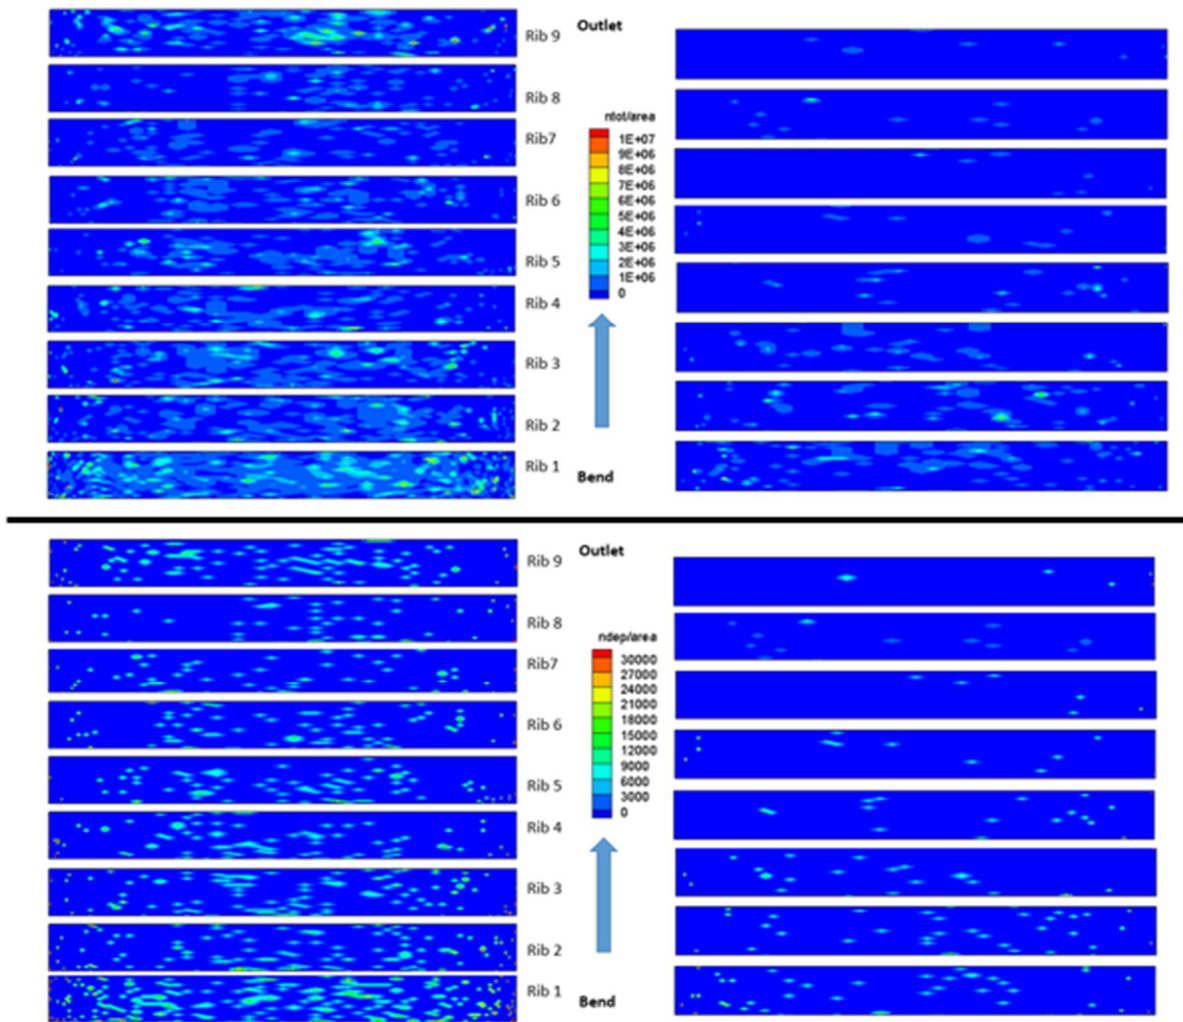 Outlet
Rib 9
Rib 8
ntot/area
Rib7
1E+07
9E+06
8E+06
7E+06
Rib 6
6E+06
5E+06
4E+06
3E+06
Rib 5
2E+06
1E+06
0
Rib 4
Rib 3
Rib 2
Rib 1
Bend
Outlet
Rib 9
Rib 8
ndep/area
Rib7
30000
27000
24000
21000
Rib 6
18000
15000
12000
9000
Rib 5
6000
3000
0
Rib 4
Rib 3
Rib 2
Rib 1
Bend